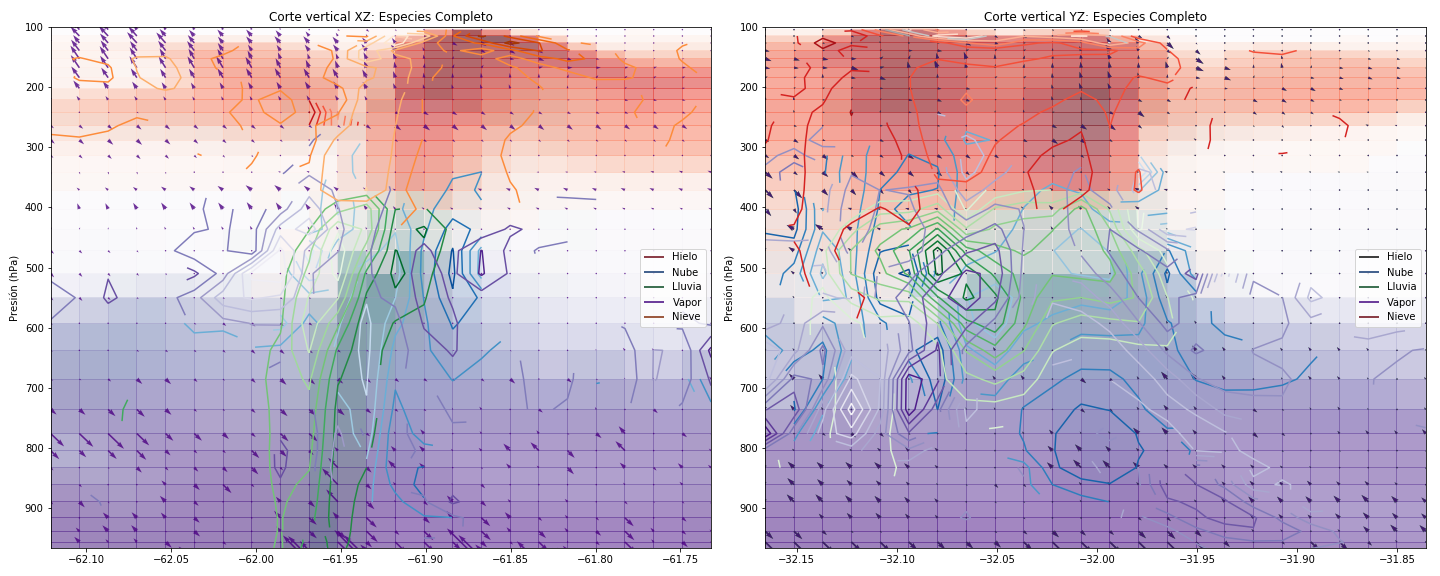 Corte vertical XZ: Especies Completo
Presión (hPa)
100
200
300
400
500
600
700
800
900
−62.10 −62.05 −62.00 −61.95 −61.90 −61.85 −61.80 −61.75
Hielo
Nube
Lluvia
Vapor
Nieve
Corte vertical YZ: Especies Completo
Presión (hPa)
100
200
300
400
500
600
700
800
900
−32.15 −32.10 −32.05 −32.00 −31.95 −31.90 −31.85
Hielo
Nube
Lluvia
Vapor
Nieve